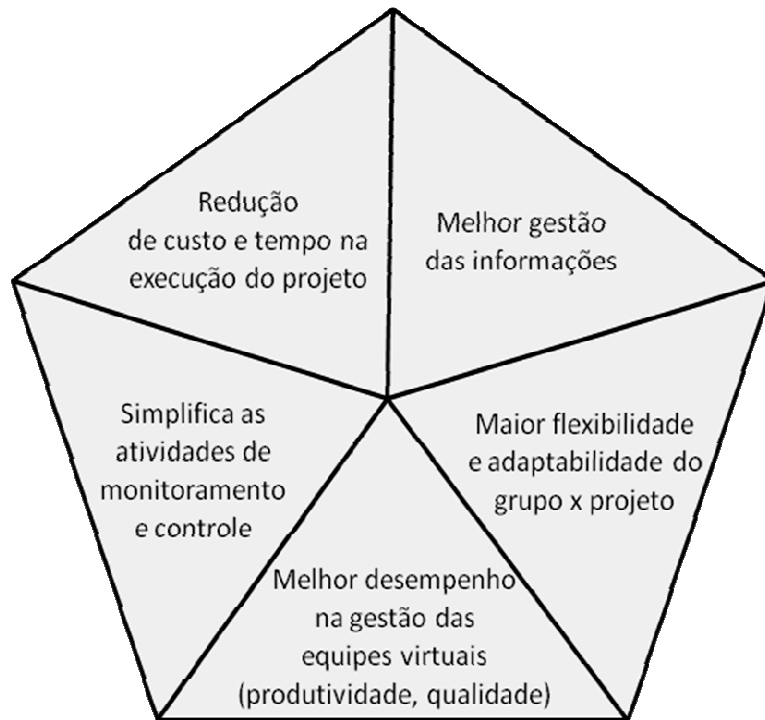 Redução
de custo e tempo na
execução do projeto
Melhor gestão
das informações
Simplifica as
atividades de
monitoramento
e controle
Maior flexibilidade
e adaptabilidade do
grupo x projeto
Melhor desempenho
na gestão das
equipes virtuais
(produtividade, qualidade)